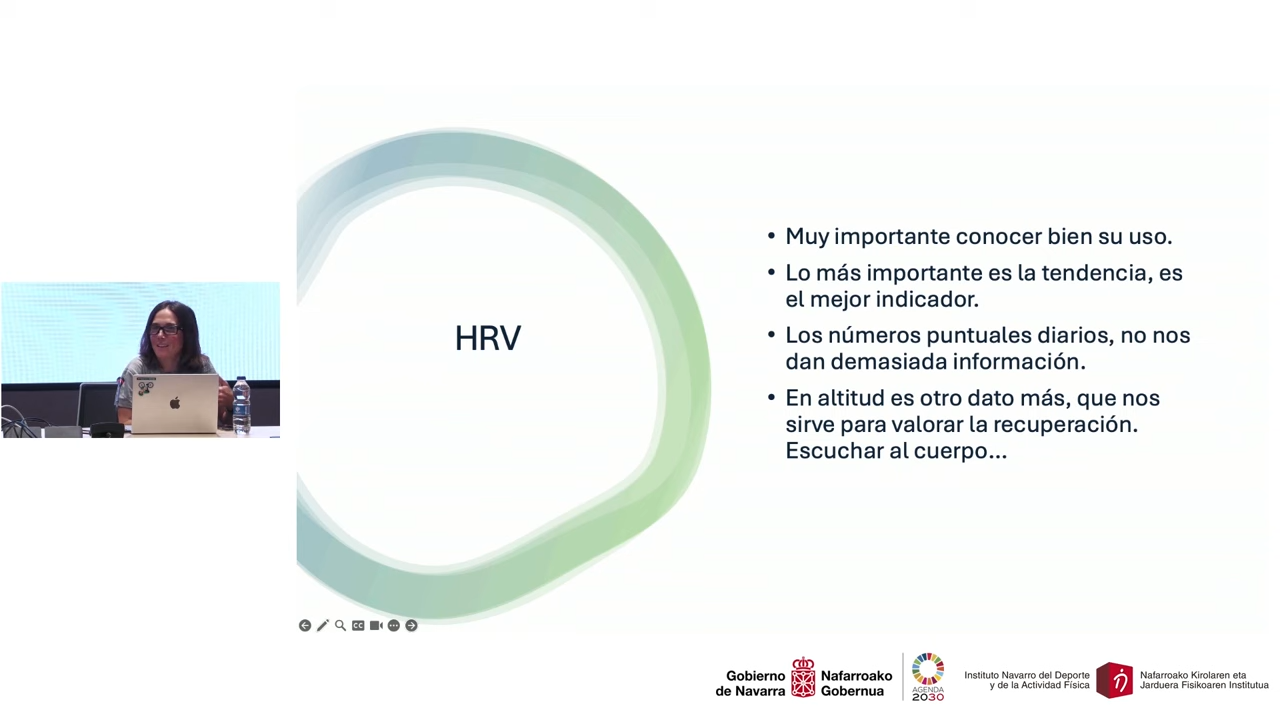 HRV
• Muy importante conocer bien su uso.
• Lo más importante es la tendencia, es
el mejor indicador.
• Los números puntuales diarios, no nos
dan demasiada información.
• En altitud es otro dato más, que nos
sirve para valorar la recuperación.
Escuchar al cuerpo...
CC
Gobierno
de Navarra
Nafarroako
Gobernua
AGENDA
2030
Instituto Navarro del Deporte
y de la Actividad Física
Nafarroako Kirolaren eta
Jarduera Fisikoaren Institutua